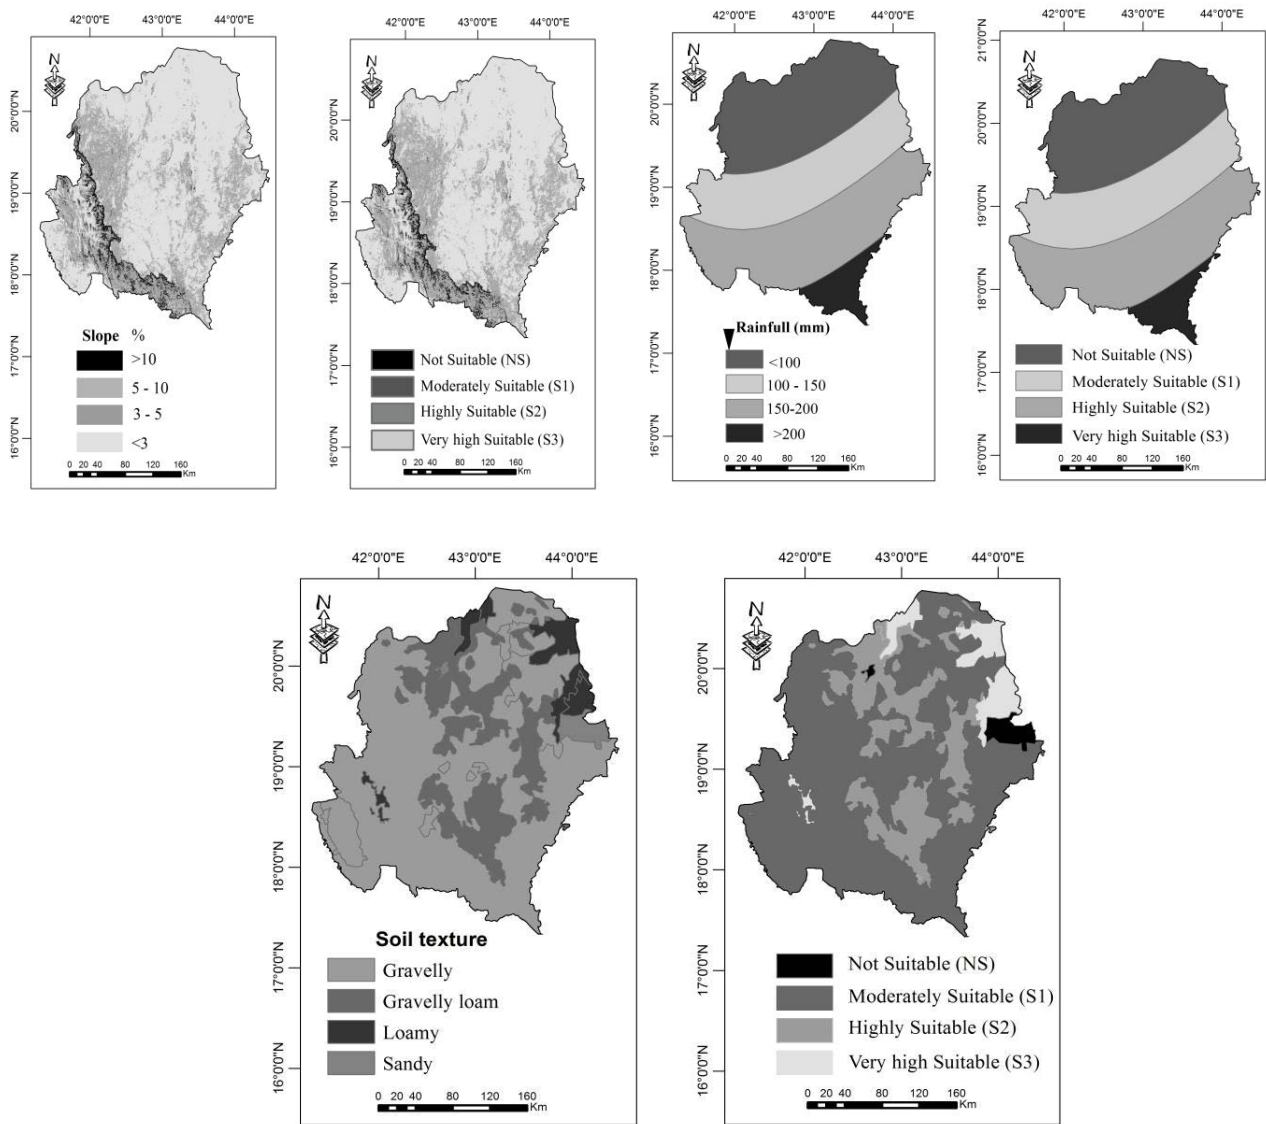 42°0'0"E 43°0'0"E 44°0'0"E
N
20°0'0"N
19°0'0"N
18°0'0"N
17°0'0"N
16°0'0"N
Slope %
>10
5 - 10
3 - 5
<3
0 20 40 80 120 160
Km
42°0'0"E 43°0'0"E 44°0'0"E
N
20°0'0"N
19°0'0"N
18°0'0"N
17°0'0"N
16°0'0"N
Not Suitable (NS)
Moderately Suitable (S1)
Highly Suitable (S2)
Very high Suitable (S3)
0 20 40 80 120 160
Km
42°0'0"E 43°0'0"E 44°0'0"E
N
20°0'0"N
19°0'0"N
18°0'0"N
17°0'0"N
16°0'0"N
Rainfull (mm)
<100
100 - 150
150-200
>200
0 20 40 80 120 160
Km
42°0'0"E 43°0'0"E 44°0'0"E
N
21°0'0"N
20°0'0"N
19°0'0"N
18°0'0"N
17°0'0"N
16°0'0"N
Not Suitable (NS)
Moderately Suitable (S1)
Highly Suitable (S2)
Very high Suitable (S3)
0 20 40 80 120 160
Km
42°0'0"E 43°0'0"E 44°0'0"E
N
20°0'0"N
19°0'0"N
18°0'0"N
17°0'0"N
16°0'0"N
Soil texture
Gravelly
Gravelly loam
Loamy
Sandy
0 20 40 80 120 160
Km
42°0'0"E 43°0'0"E 44°0'0"E
N
20°0'0"N
19°0'0"N
18°0'0"N
17°0'0"N
16°0'0"N
Not Suitable (NS)
Moderately Suitable (S1)
Highly Suitable (S2)
Very high Suitable (S3)
0 20 40 80 120 160
Km